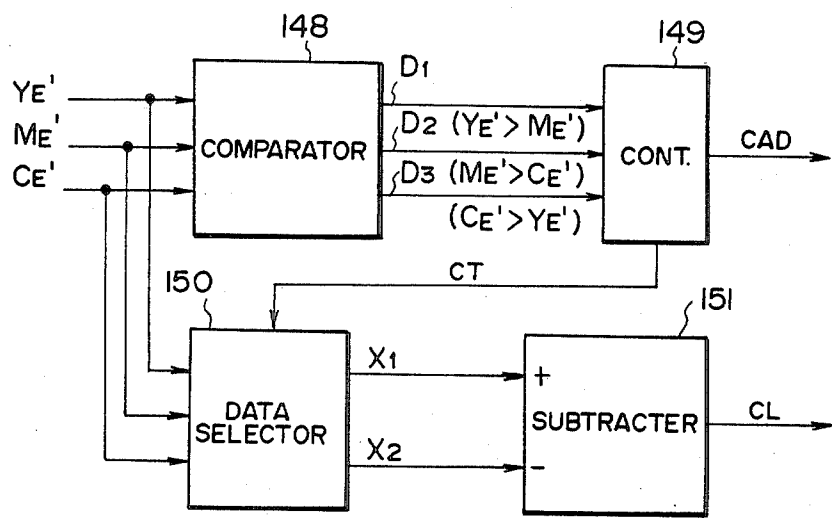 148
149
YE'
ME'
CE'
COMPARATOR
D1
D2 (YE'>ME')
D3 (ME'>CE')
(CE'>YE')
CONT.
CAD
CT
150
151
DATA
SELECTOR
X1
X2
+
SUBTRACTER
-
CL